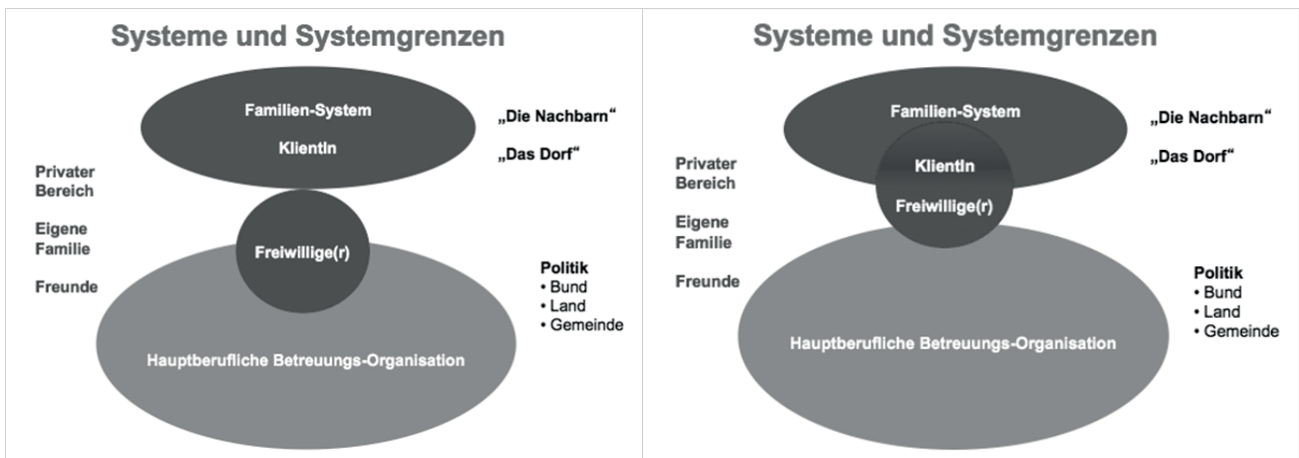 Systeme und Systemgrenzen
Familien-System
KlientIn
„Die Nachbarn“
„Das Dorf“
Privater
Bereich
Eigene
Familie
Freunde
Freiwillige(r)
Politik
• Bund
• Land
• Gemeinde
Hauptberufliche Betreuungs-Organisation
Systeme und Systemgrenzen
Familien-System
KlientIn
Freiwillige(r)
„Die Nachbarn“
„Das Dorf“
Privater
Bereich
Eigene
Familie
Freunde
Politik
• Bund
• Land
• Gemeinde
Hauptberufliche Betreuungs-Organisation